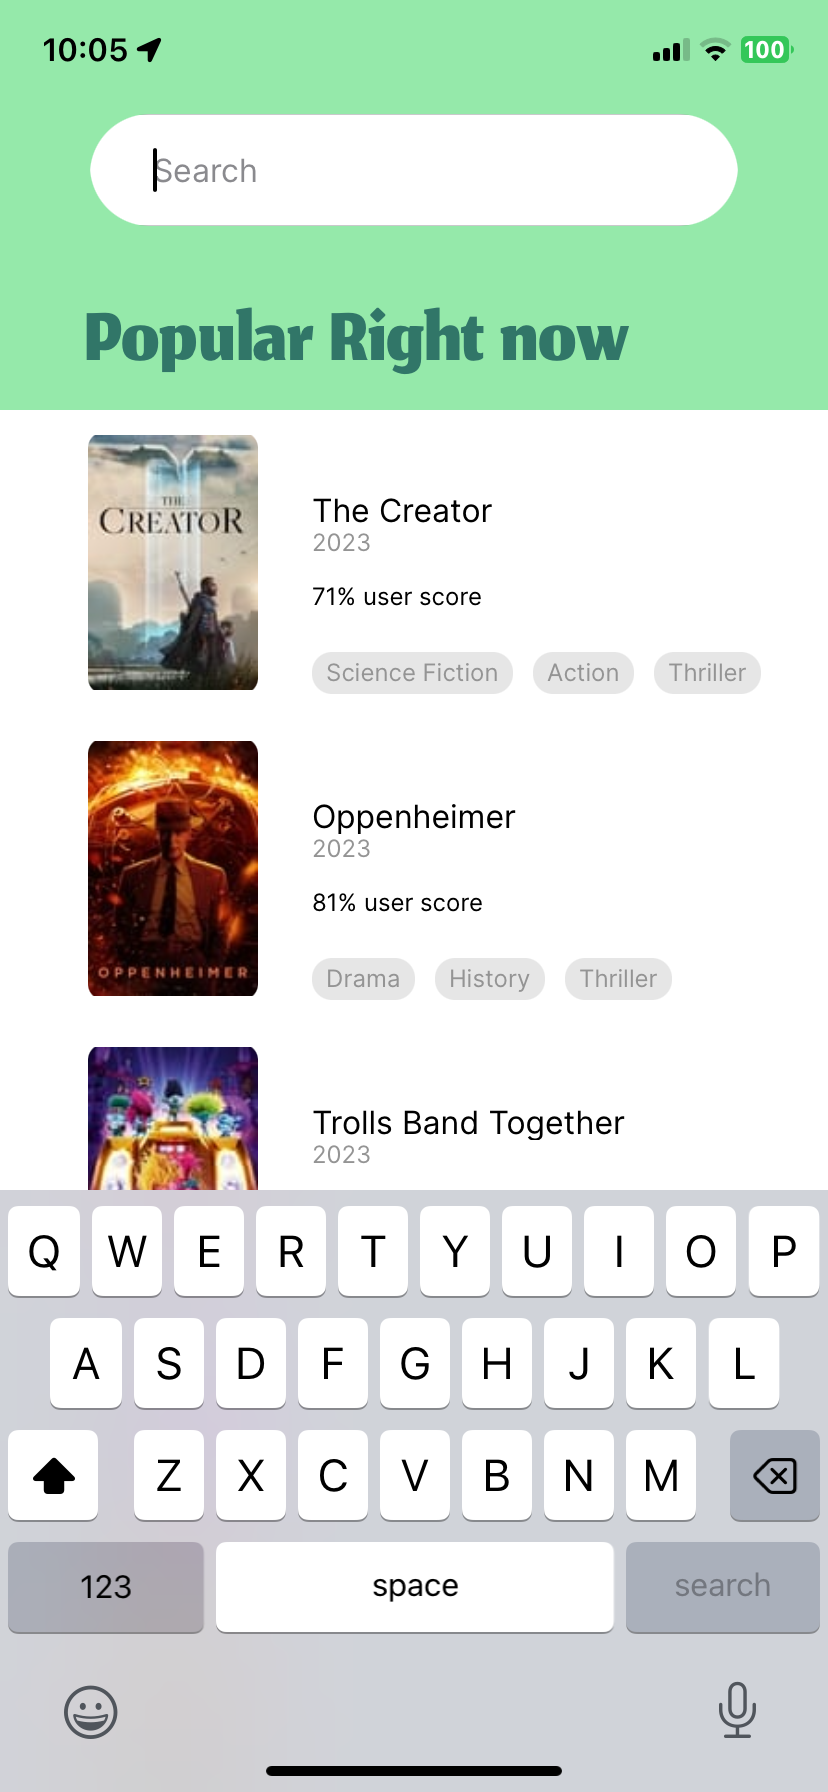 10:05
100
Search
Popular Right now
THE
CREATOR
The Creator
2023
71% user score
Science Fiction Action Thriller
OPPENHEIMER
Oppenheimer
2023
81% user score
Drama History Thriller
Trolls Band Together
2023
Q W E R T Y U I O P
A S D F G H J K L
Z X C V B N M
123 space search